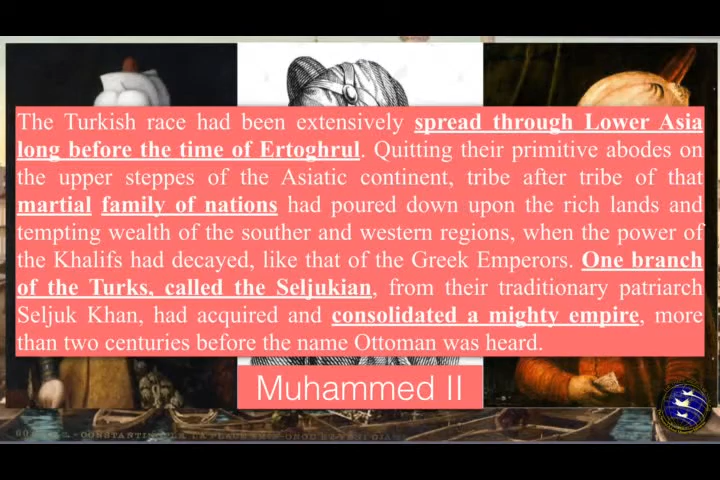 The Turkish race had been extensively spread through Lower Asia
long before the time of Ertoghrul. Quitting their primitive abodes on
the upper steppes of the Asiatic continent, tribe after tribe of that
martial family of nations had poured down upon the rich lands and
tempting wealth of the souther and western regions, when the power of
the Khalifs had decayed, like that of the Greek Emperors. One branch
of the Turks, called the Seljukian, from their traditionary patriarch
Seljuk Khan, had acquired and consolidated a mighty empire, more
than two centuries before the name Ottoman was heard.
Muhammed II